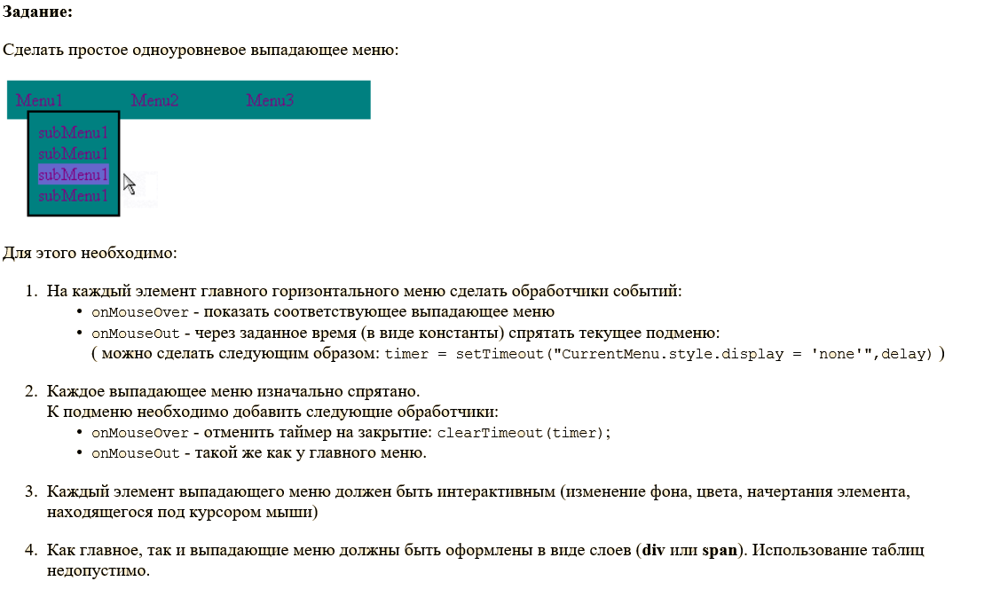 Задание:
Сделать простое одноуровневое выпадающее меню:
Menu1 Menu2 Menu3
subMenu1
subMenu1
subMenu1
subMenu1
Для этого необходимо:
1. На каждый элемент главного горизонтального меню сделать обработчики событий:
• onMouseOver - показать соответствующее выпадающее меню
• onMouseOut - через заданное время (в виде константы) спрятать текущее подменю:
( можно сделать следующим образом: timer = setTimeout("CurrentMenu.style.display = 'none'",delay) )
2. Каждое выпадающее меню изначально спрятано.
К подменю необходимо добавить следующие обработчики:
• onMouseOver - отменить таймер на закрытие: clearTimeout(timer);
• onMouseOut - такой же как у главного меню.
3. Каждый элемент выпадающего меню должен быть интерактивным (изменение фона, цвета, начертания элемента,
находящегося под курсором мыши)
4. Как главное, так и выпадающие меню должны быть оформлены в виде слоев (div или span). Использование таблиц
недопустимо.